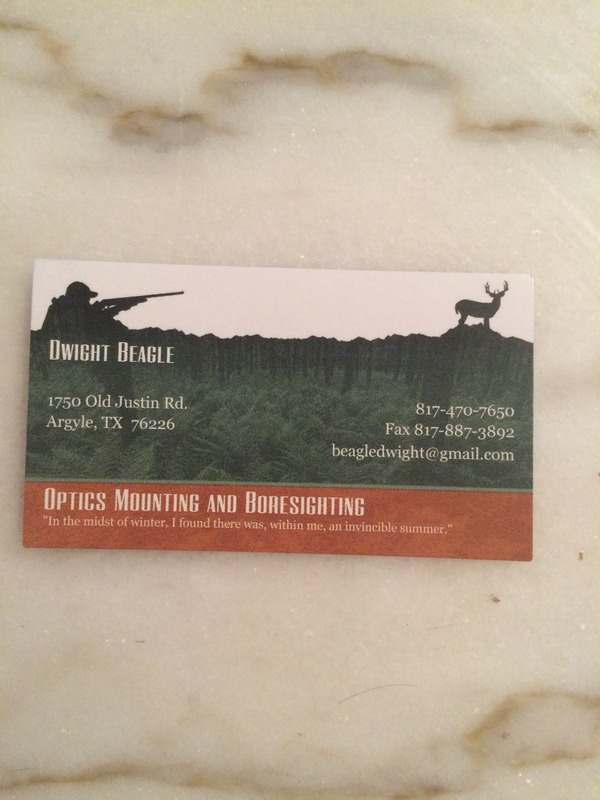 Dwight Beagle
1750 Old Justin Rd.
Argyle, TX 76226
817-470-7650
Fax 817-887-3892
beagledwight@gmail.com
Optics Mounting and Boresighting
"In the midst of winter. I found there was, within me, an invincible summer."